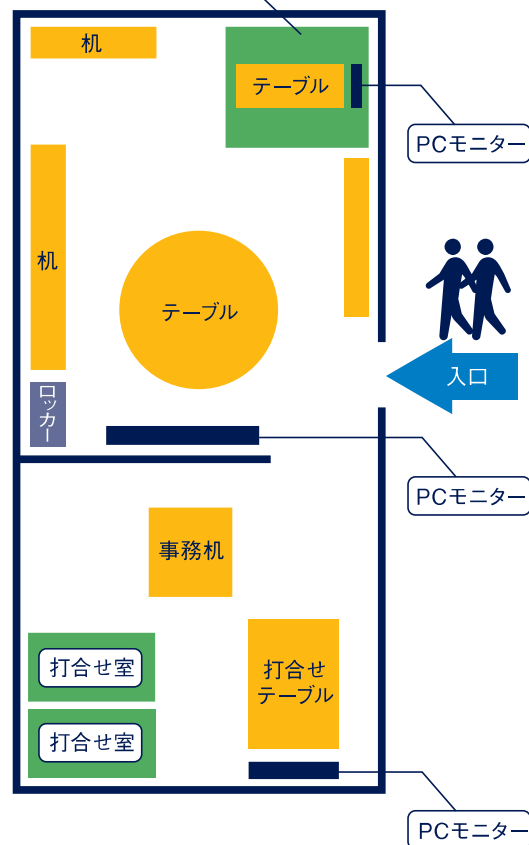 机
テーブル
PCモニター
机
テーブル
入口
ロッカー
PCモニター
事務机
打合せ
テーブル
打合せ室
打合せ室
PCモニター